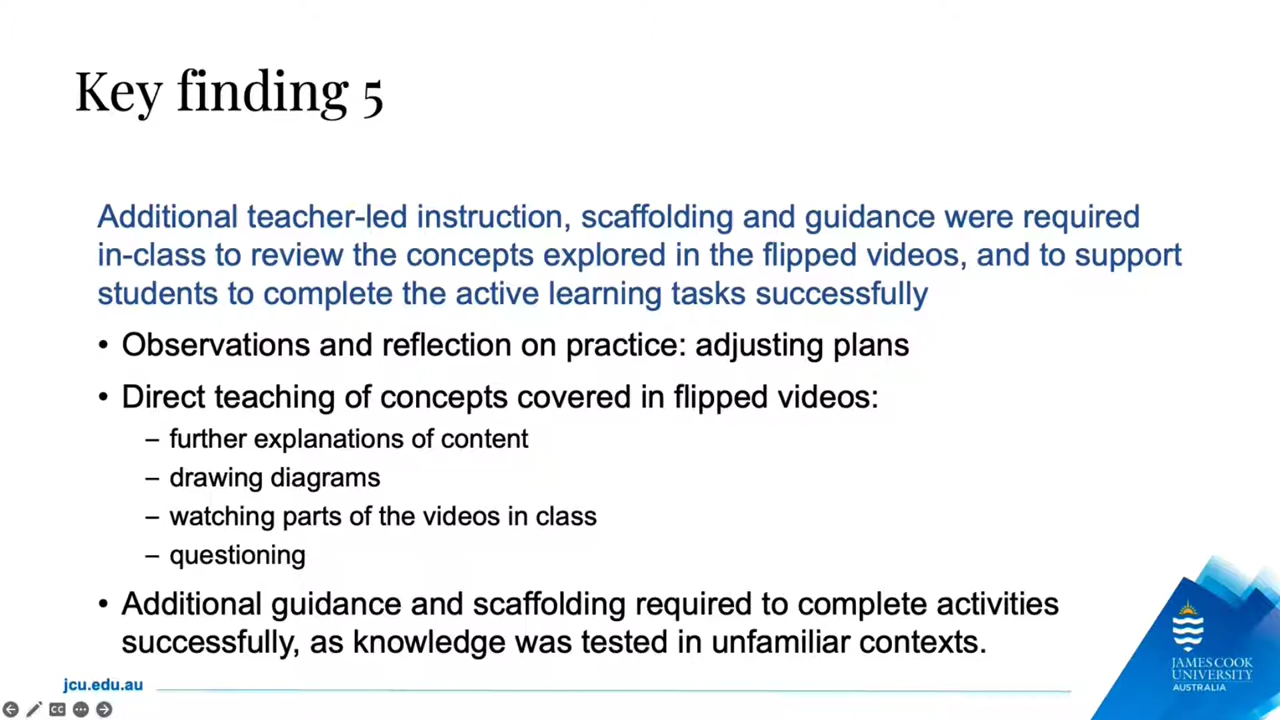 Key finding 5
Additional teacher-led instruction, scaffolding and guidance were required
in-class to review the concepts explored in the flipped videos, and to support
students to complete the active learning tasks successfully
• Observations and reflection on practice: adjusting plans
• Direct teaching of concepts covered in flipped videos:
– further explanations of content
– drawing diagrams
– watching parts of the videos in class
– questioning
• Additional guidance and scaffolding required to complete activities
successfully, as knowledge was tested in unfamiliar contexts.
JAMES COOK
UNIVERSITY
AUSTRALIA
jcu.edu.au
CC